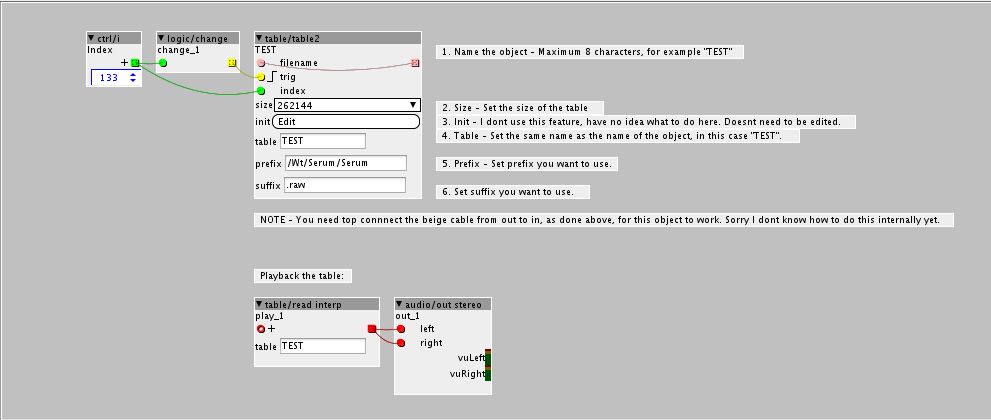 ctrl/i
Index
+
133
logic/change
change_1
table/table2
TEST
filename
trig
index
size 262144
init Edit
table TEST
prefix /Wt/Serum/Serum
suffix .raw
1. Name the object - Maximum 8 characters, for example "TEST"
2. Size - Set the size of the table
3. Init - I dont use this feature, have no idea what to do here. Doesnt need to be edited.
4. Table - Set the same name as the name of the object, in this case "TEST".
5. Prefix - Set prefix you want to use.
6. Set suffix you want to use.
NOTE - You need top connnect the beige cable from out to in, as done above, for this object to work. Sorry I dont know how to do this internally yet.
Playback the table:
table/read interp
play_1
+
table TEST
audio/out stereo
out_1
left
right
vuLeft
vuRight